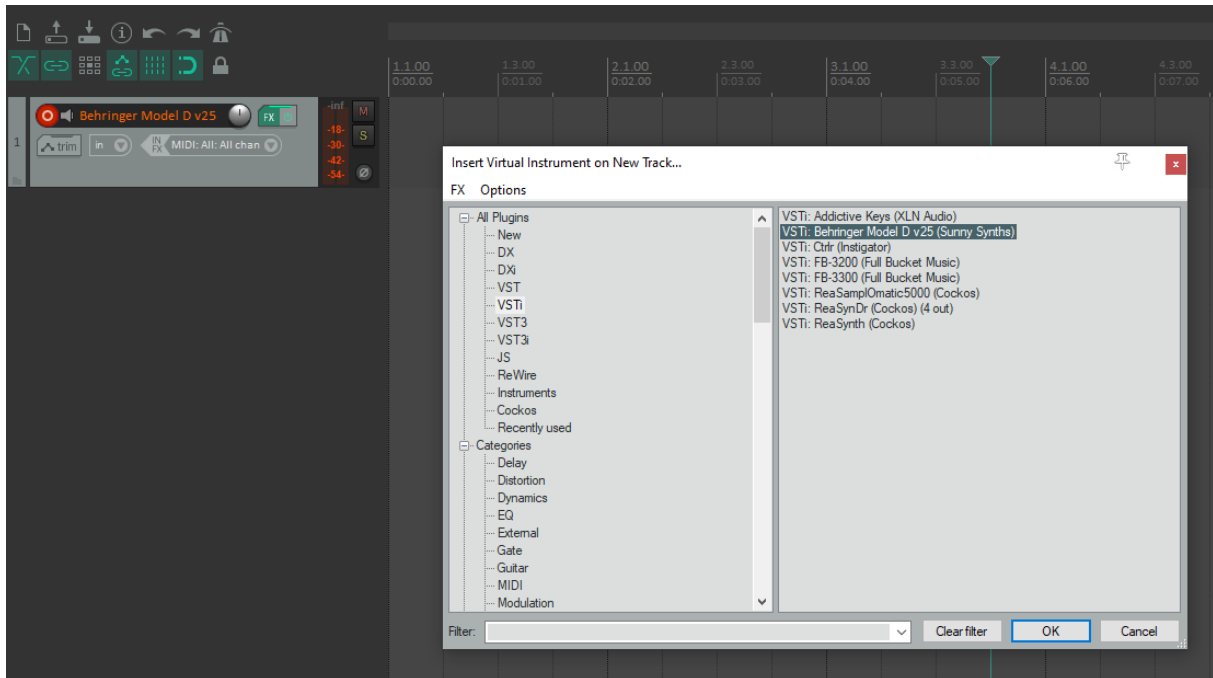 1.1.00 1.3.00 2.1.00 2.3.00 3.1.00 3.3.00 4.1.00 4.3.00
0:00.00 0:01.00 0:02.00 0:03.00 0:04.00 0:05.00 0:06.00 0:07.00
1
Behringer Model D v25
FX
trim
in
IN FX
MIDI: All: All chan
-inf
-18-
-30-
-42-
-54-
M
S
Ø
Insert Virtual Instrument on New Track...
x
FX Options
All Plugins
New
DX
DXi
VST
VSTi
VST3
VST3i
JS
ReWire
Instruments
Cockos
Recently used
Categories
Delay
Distortion
Dynamics
EQ
External
Gate
Guitar
MIDI
Modulation
VSTi: Addictive Keys (XLN Audio)
VSTi: Behringer Model D v25 (Sunny Synths)
VSTi: Ctrlr (Instigator)
VSTi: FB-3200 (Full Bucket Music)
VSTi: FB-3300 (Full Bucket Music)
VSTi: ReaSamplOmatic5000 (Cockos)
VSTi: ReaSynDr (Cockos) (4 out)
VSTi: ReaSynth (Cockos)
Filter:
Clear filter
OK
Cancel